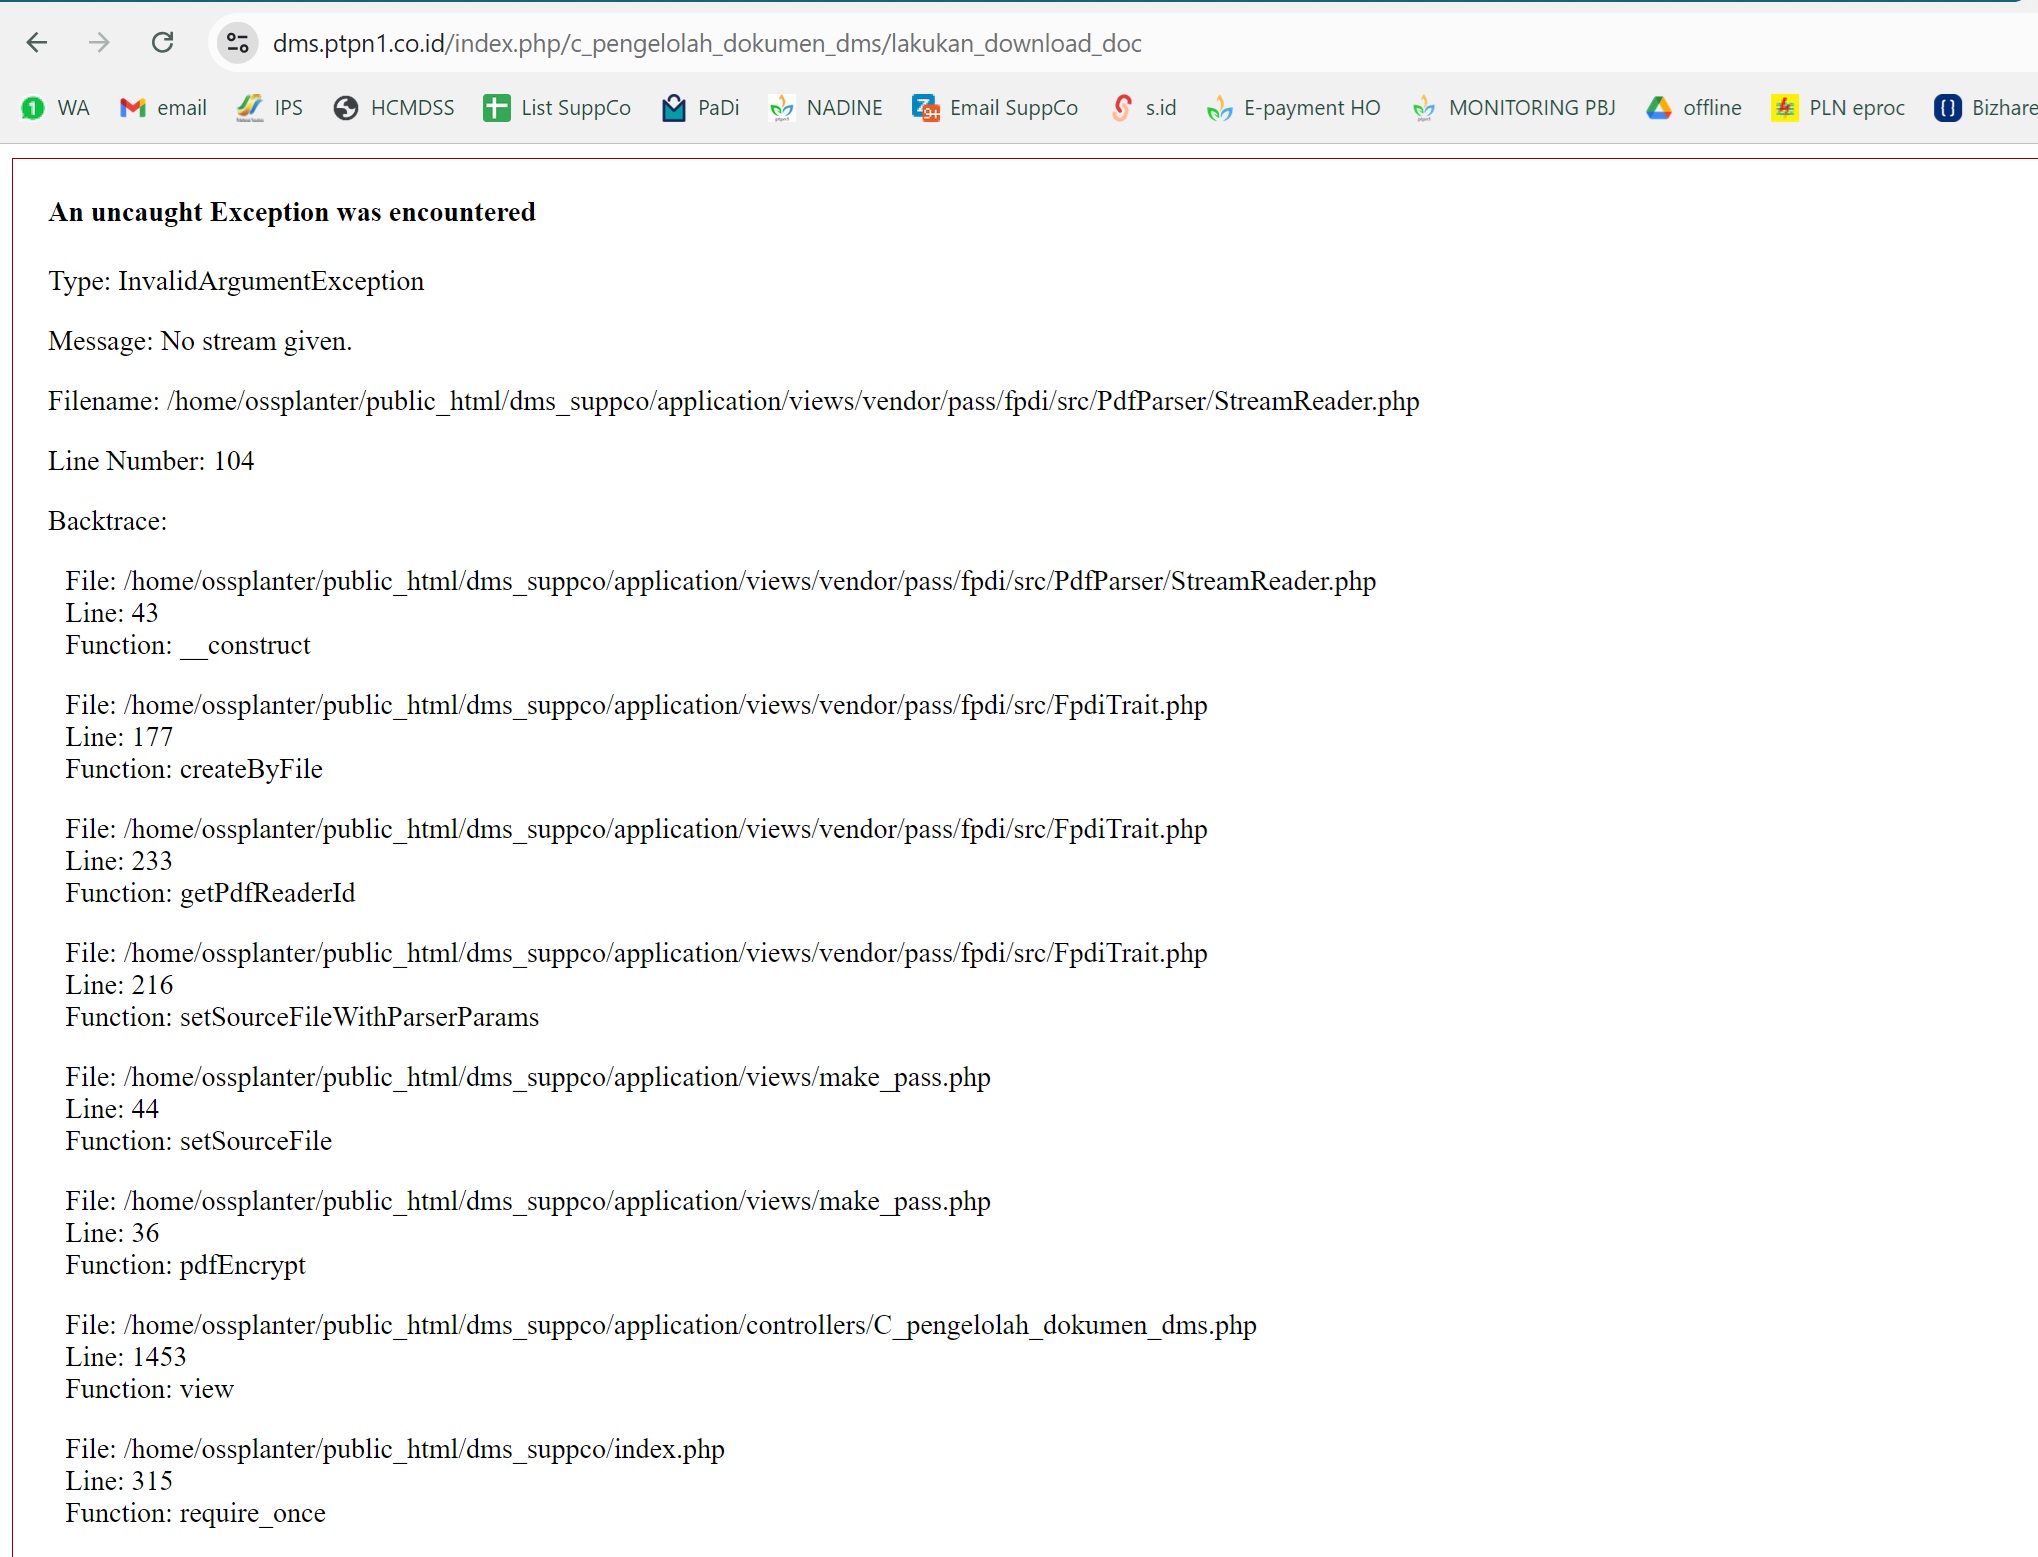 dms.ptpn1.co.id/index.php/c_pengelolah_dokumen_dms/lakukan_download_doc
1 WA email IPS HCMDSS List SuppCo PaDi NADINE Z 9+ Email SuppCo s.id E-payment HO MONITORING PBJ offline PLN eproc Bizhare
An uncaught Exception was encountered
Type: InvalidArgumentException
Message: No stream given.
Filename: /home/ossplanter/public_html/dms_suppco/application/views/vendor/pass/fpdi/src/PdfParser/StreamReader.php
Line Number: 104
Backtrace:
File: /home/ossplanter/public_html/dms_suppco/application/views/vendor/pass/fpdi/src/PdfParser/StreamReader.php
Line: 43
Function: __construct
File: /home/ossplanter/public_html/dms_suppco/application/views/vendor/pass/fpdi/src/FpdiTrait.php
Line: 177
Function: createByFile
File: /home/ossplanter/public_html/dms_suppco/application/views/vendor/pass/fpdi/src/FpdiTrait.php
Line: 233
Function: getPdfReaderId
File: /home/ossplanter/public_html/dms_suppco/application/views/vendor/pass/fpdi/src/FpdiTrait.php
Line: 216
Function: setSourceFileWithParserParams
File: /home/ossplanter/public_html/dms_suppco/application/views/make_pass.php
Line: 44
Function: setSourceFile
File: /home/ossplanter/public_html/dms_suppco/application/views/make_pass.php
Line: 36
Function: pdfEncrypt
File: /home/ossplanter/public_html/dms_suppco/application/controllers/C_pengelolah_dokumen_dms.php
Line: 1453
Function: view
File: /home/ossplanter/public_html/dms_suppco/index.php
Line: 315
Function: require_once